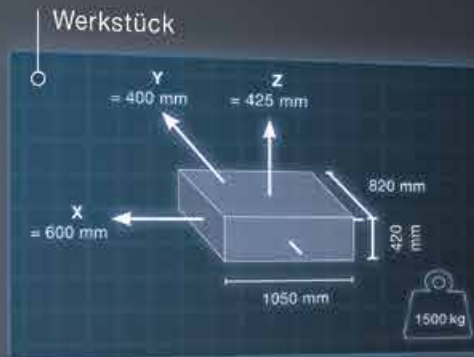 Werkstück
Y
= 400 mm
Z
= 425 mm
X
= 600 mm
820 mm
420
mm
1050 mm
1500 kg